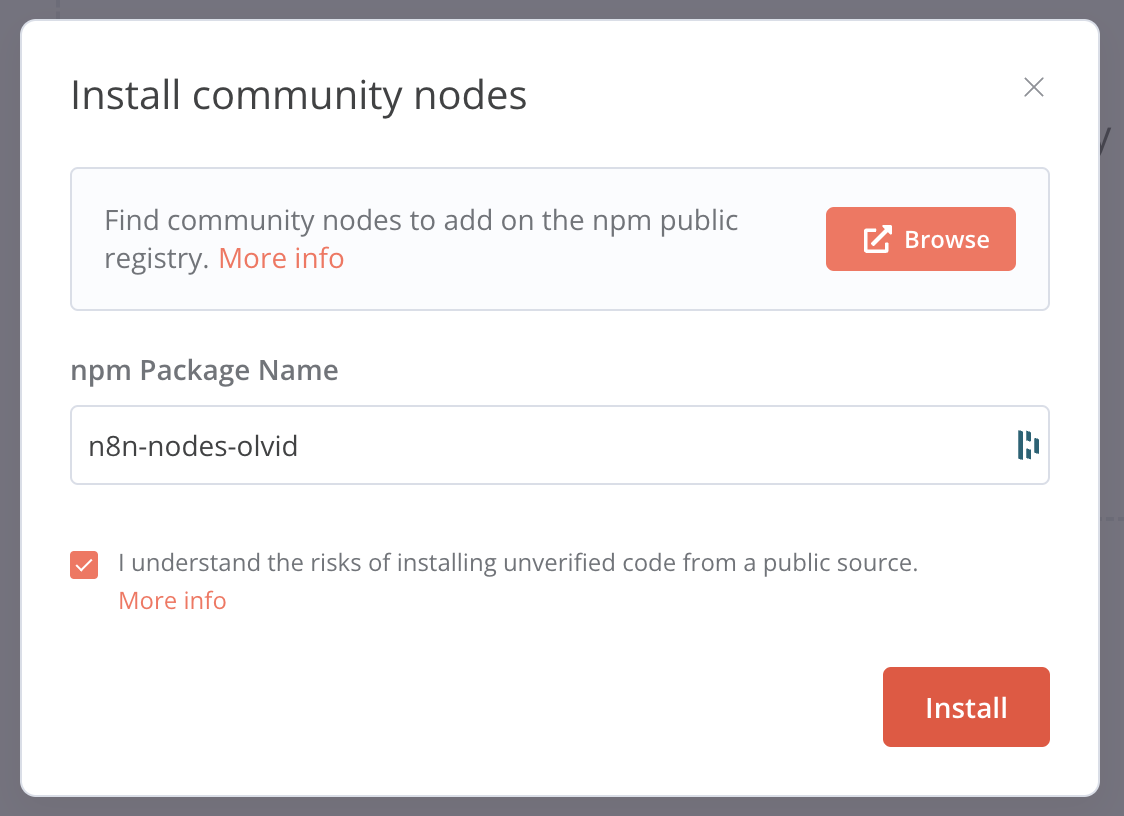 Install community nodes
Find community nodes to add on the npm public
registry. More info
Browse
npm Package Name
n8n-nodes-olvid
I understand the risks of installing unverified code from a public source.
More info
Install